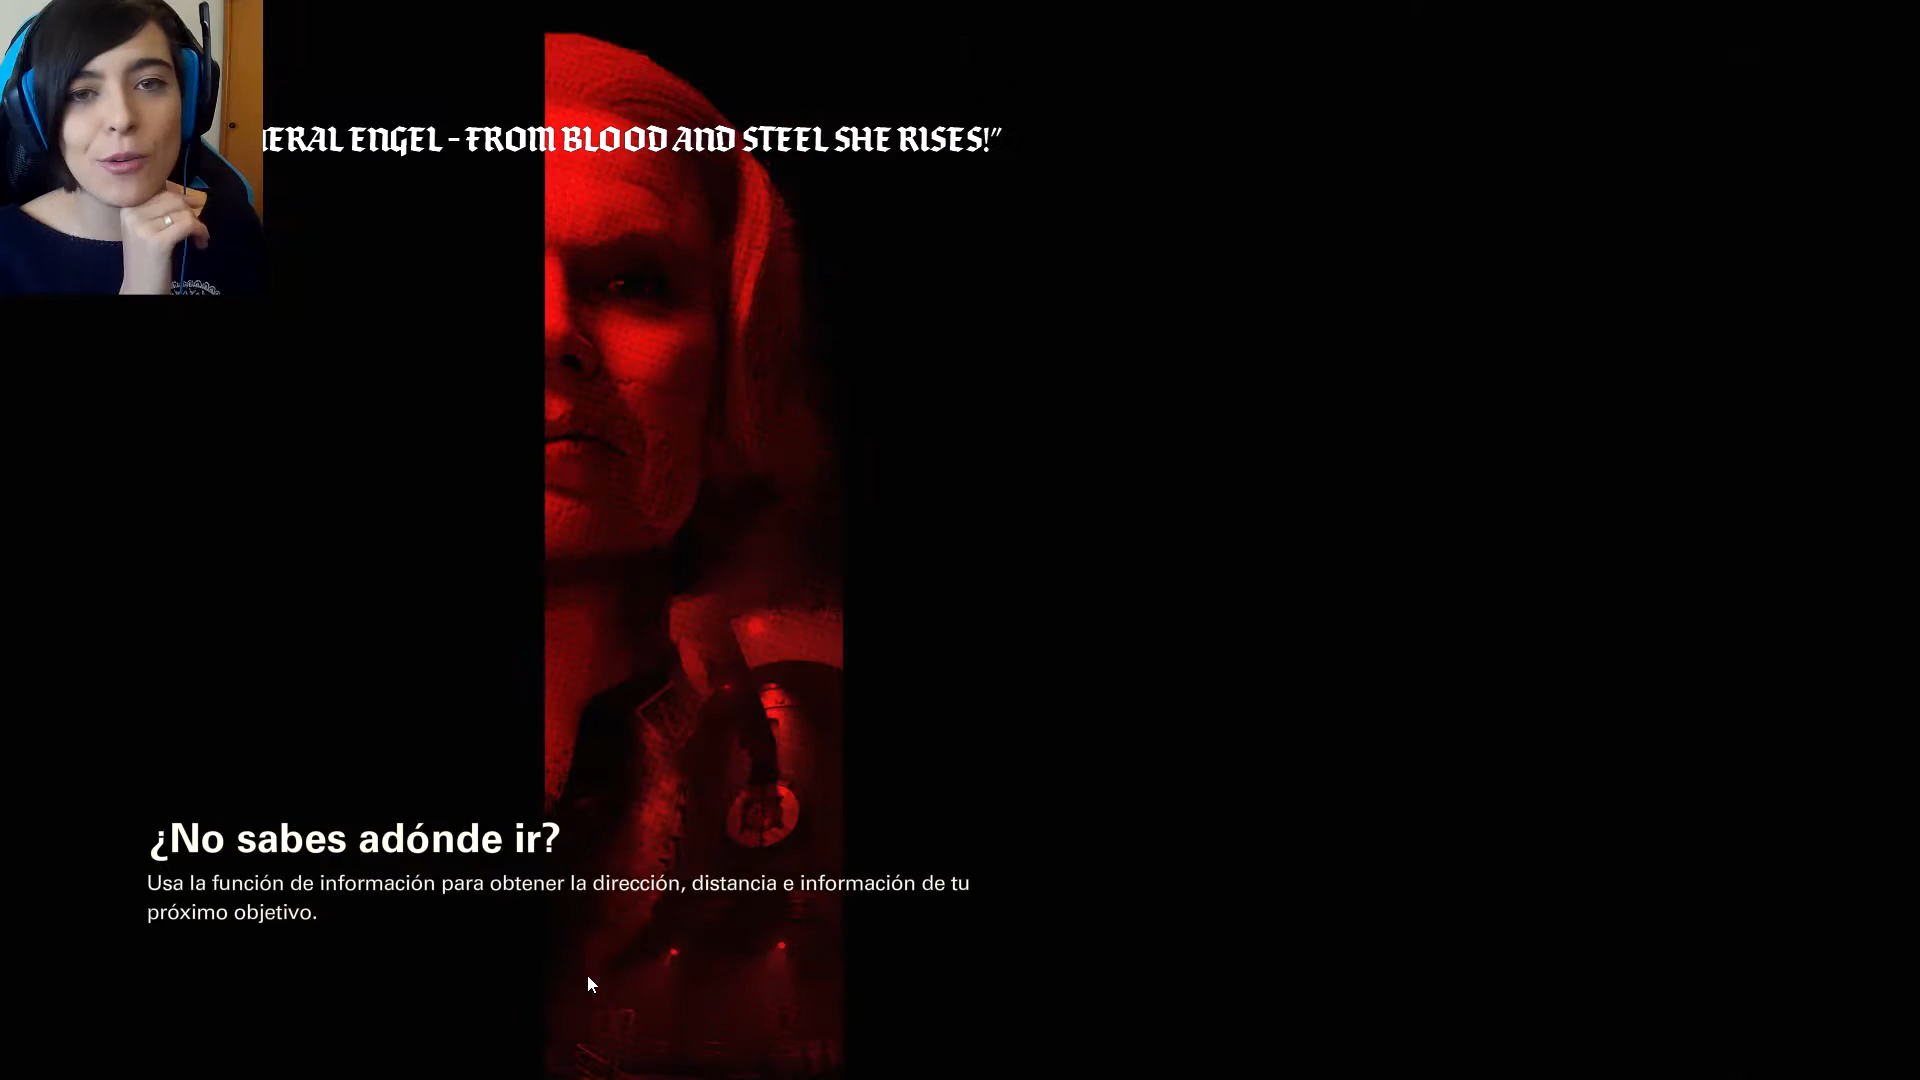 ENGEL - FROM BLOOD AND STEEL SHE RISES!”
¿No sabes adónde ir?
Usa la función de información para obtener la dirección, distancia e información de tu
próximo objetivo.